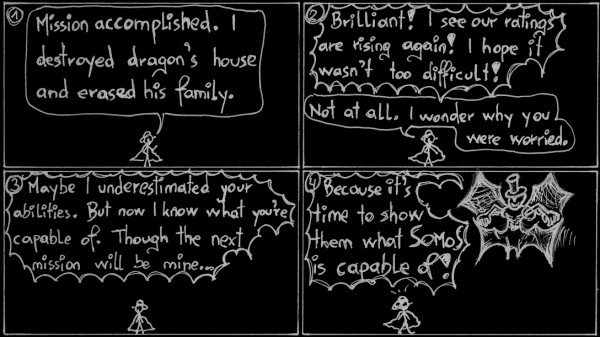 1
Mission accomplished. I
destroyed dragon's house
and erased his family.
2
Brilliant! I see our ratings
are rising again! I hope it
wasn't too difficult!
Not at all. I wonder why you
were worried.
3
Maybe I underestimated your
abilities. But now I know what you're
capable of. Though the next
mission will be mine...
4
Because it's
time to show
them what SOMOS
is capable of!